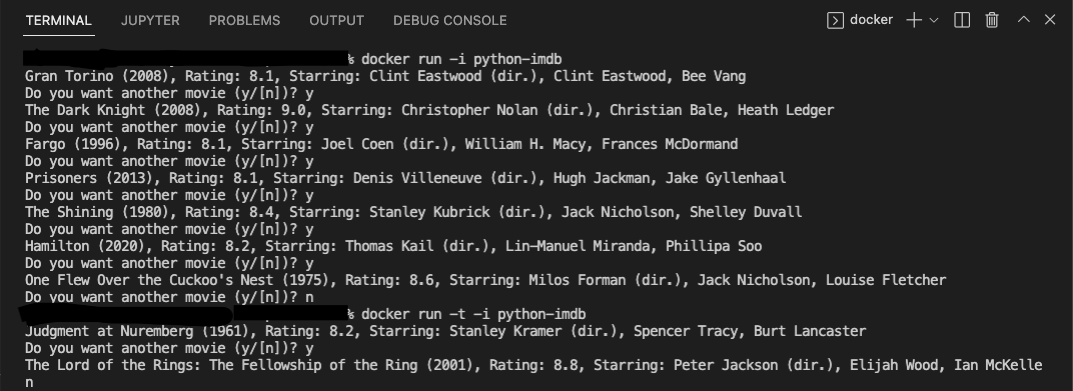 TERMINAL JUPYTER PROBLEMS OUTPUT DEBUG CONSOLE docker
% docker run -i python-imdb
Gran Torino (2008), Rating: 8.1, Starring: Clint Eastwood (dir.), Clint Eastwood, Bee Vang
Do you want another movie (y/[n])? y
The Dark Knight (2008), Rating: 9.0, Starring: Christopher Nolan (dir.), Christian Bale, Heath Ledger
Do you want another movie (y/[n])? y
Fargo (1996), Rating: 8.1, Starring: Joel Coen (dir.), William H. Macy, Frances McDormand
Do you want another movie (y/[n])? y
Prisoners (2013), Rating: 8.1, Starring: Denis Villeneuve (dir.), Hugh Jackman, Jake Gyllenhaal
Do you want another movie (y/[n])? y
The Shining (1980), Rating: 8.4, Starring: Stanley Kubrick (dir.), Jack Nicholson, Shelley Duvall
Do you want another movie (y/[n])? y
Hamilton (2020), Rating: 8.2, Starring: Thomas Kail (dir.), Lin-Manuel Miranda, Phillipa Soo
Do you want another movie (y/[n])? y
One Flew Over the Cuckoo's Nest (1975), Rating: 8.6, Starring: Milos Forman (dir.), Jack Nicholson, Louise Fletcher
Do you want another movie (y/[n])? n
% docker run -t -i python-imdb
Judgment at Nuremberg (1961), Rating: 8.2, Starring: Stanley Kramer (dir.), Spencer Tracy, Burt Lancaster
Do you want another movie (y/[n])? y
The Lord of the Rings: The Fellowship of the Ring (2001), Rating: 8.8, Starring: Peter Jackson (dir.), Elijah Wood, Ian McKelle
n